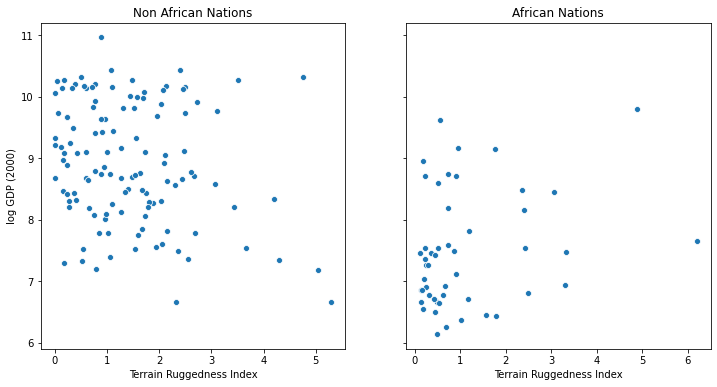 Non African Nations
African Nations
11
10
9
8
7
6
log GDP (2000)
0 1 2 3 4 5
0 1 2 3 4 5 6
Terrain Ruggedness Index
Terrain Ruggedness Index